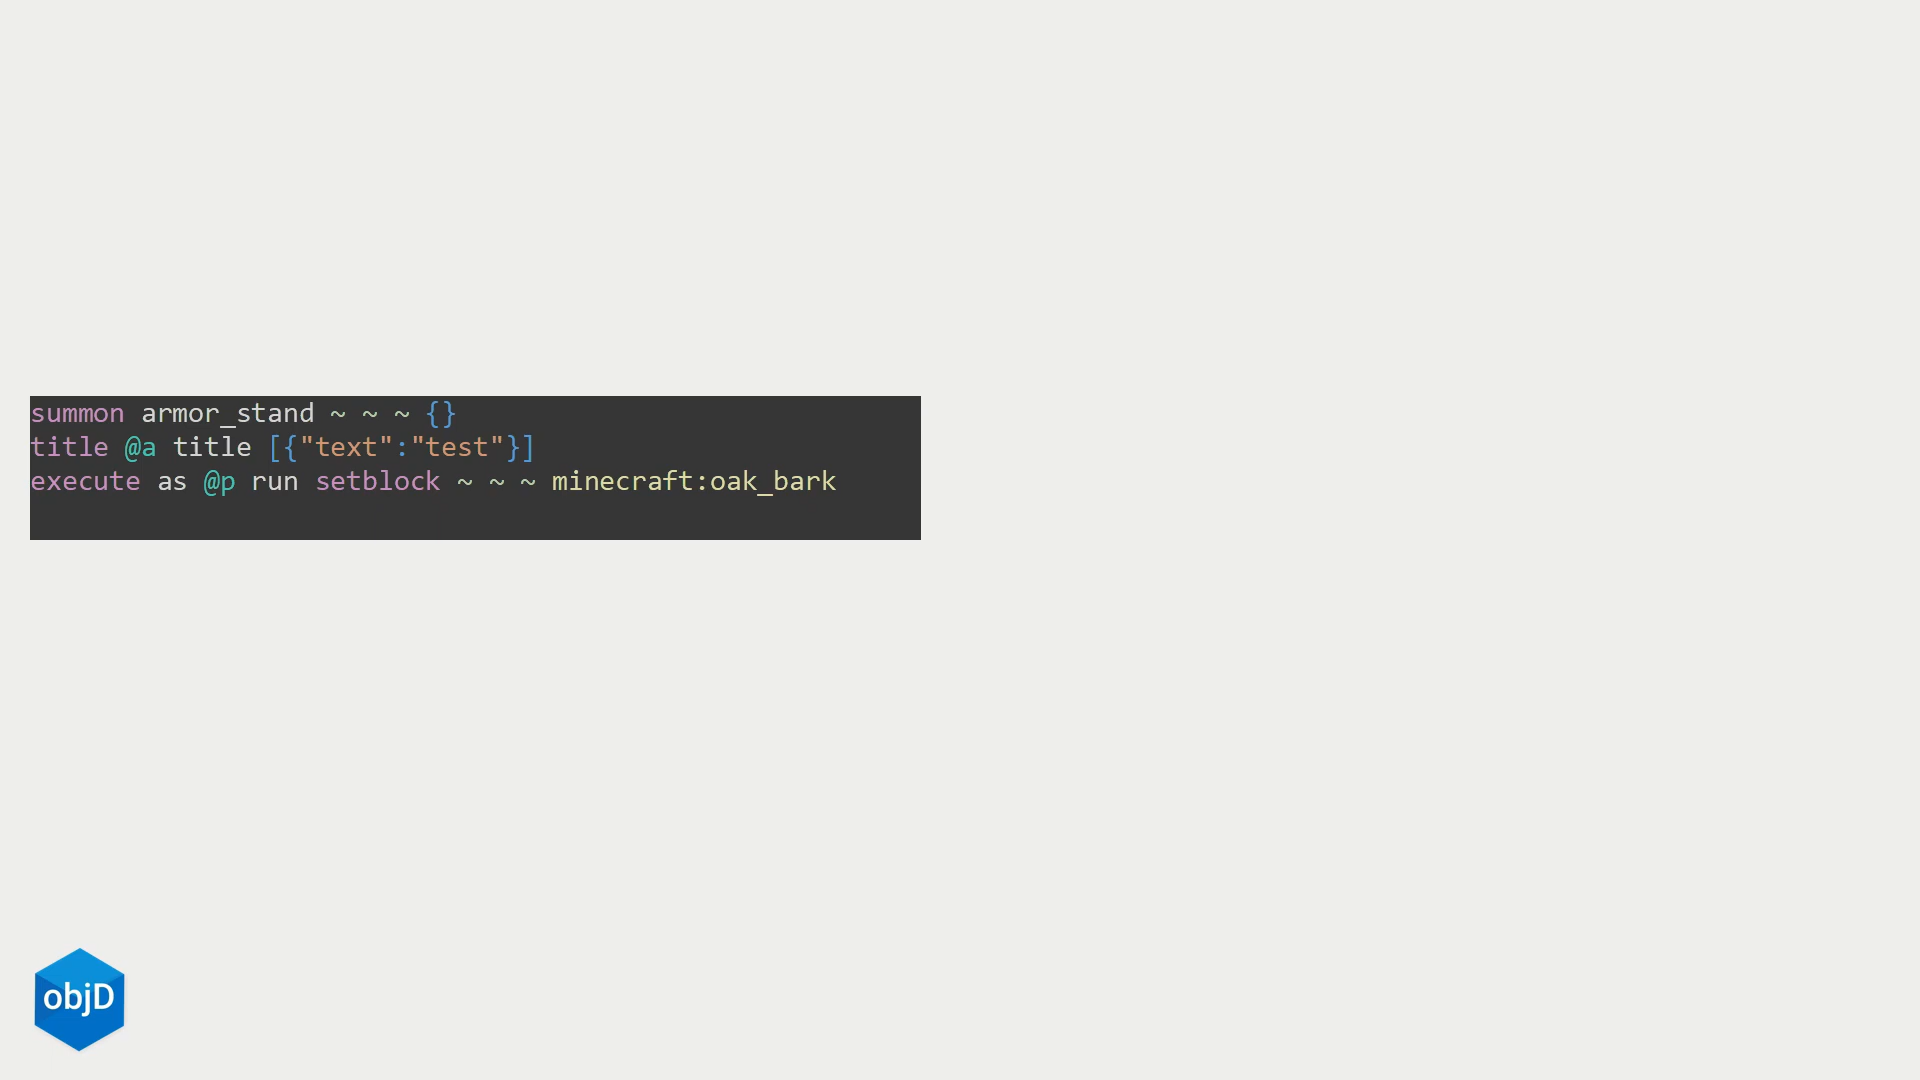 summon armor_stand ~ ~ ~ {}
title @a title [{"text":"test"}]
execute as @p run setblock ~ ~ ~ minecraft:oak_bark
objD